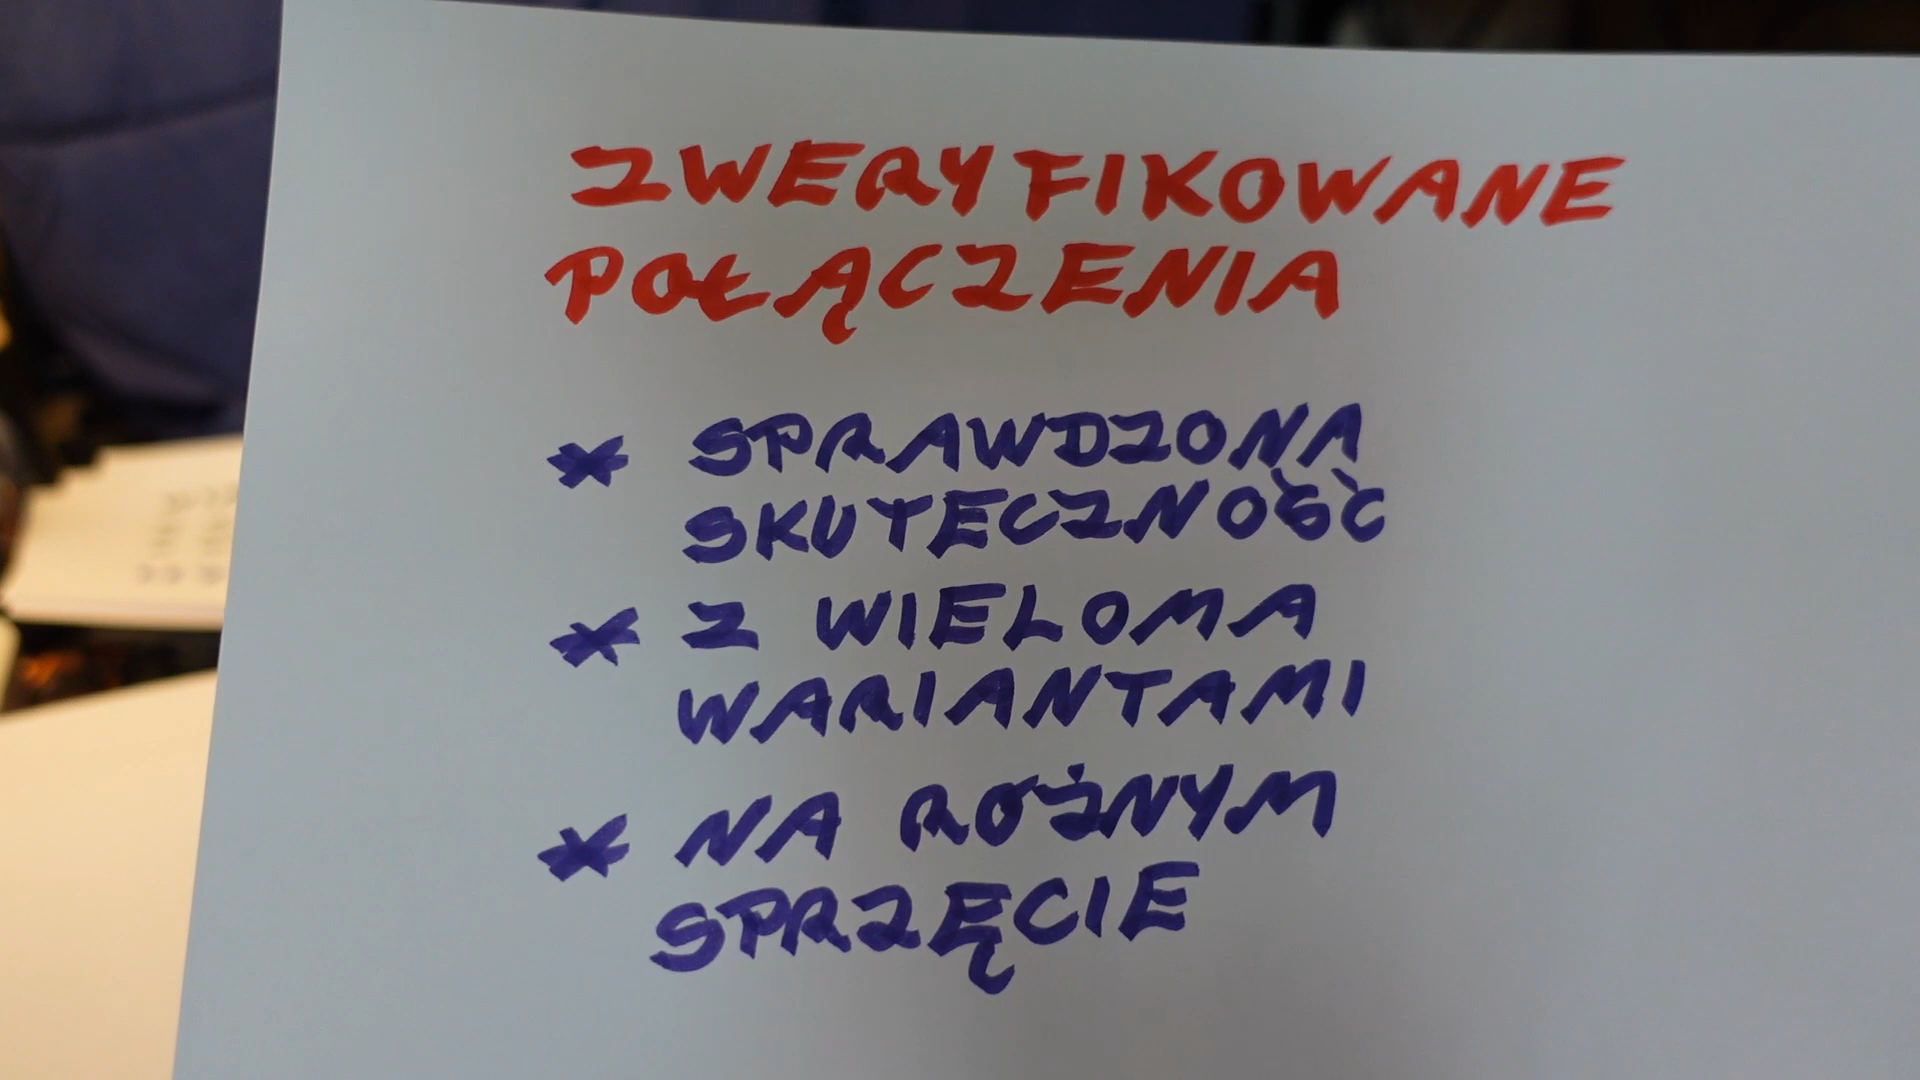 ZWERYFIKOWANE
POŁĄCZENIA
* SPRAWDZONA
SKUTECZNOŚĆ
* Z WIELOMA
WARIANTAMI
* NA RÓŻNYM
SPRZĘCIE